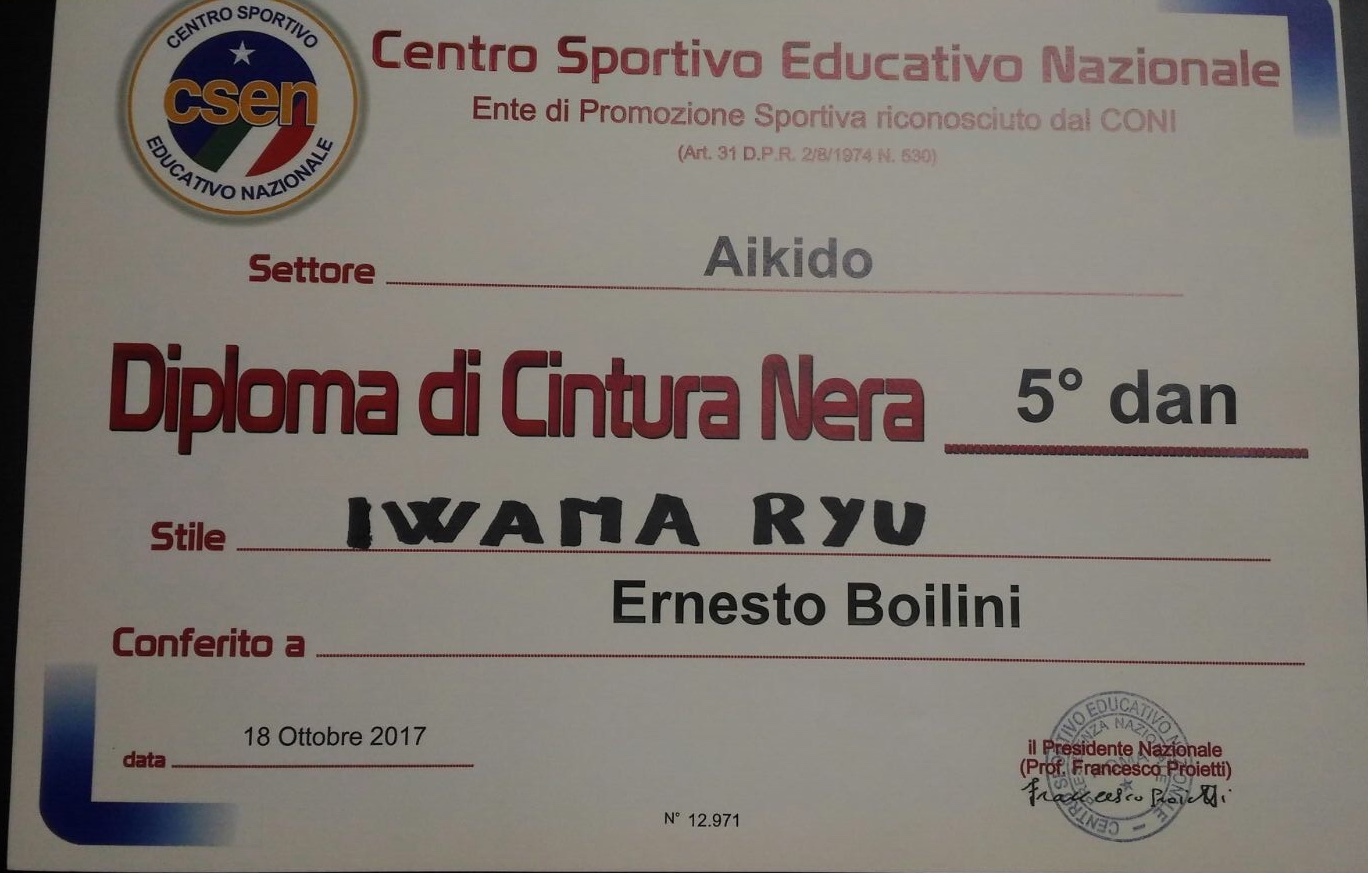 CENTRO SPORTIVO
csen
EDUCATIVO NAZIONALE
Centro Sportivo Educativo Nazionale
Ente di Promozione Sportiva riconosciuto dal CONI
(Art. 31 D.P.R. 2/8/1974 N. 530)
Settore Aikido
Diploma di Cintura Nera 5° dan
Stile IWAMA RYU
Conferito a Ernesto Boilini
data 18 Ottobre 2017
il Presidente Nazionale
(Prof. Francesco Proietti)
Francesco Proietti
N° 12.971